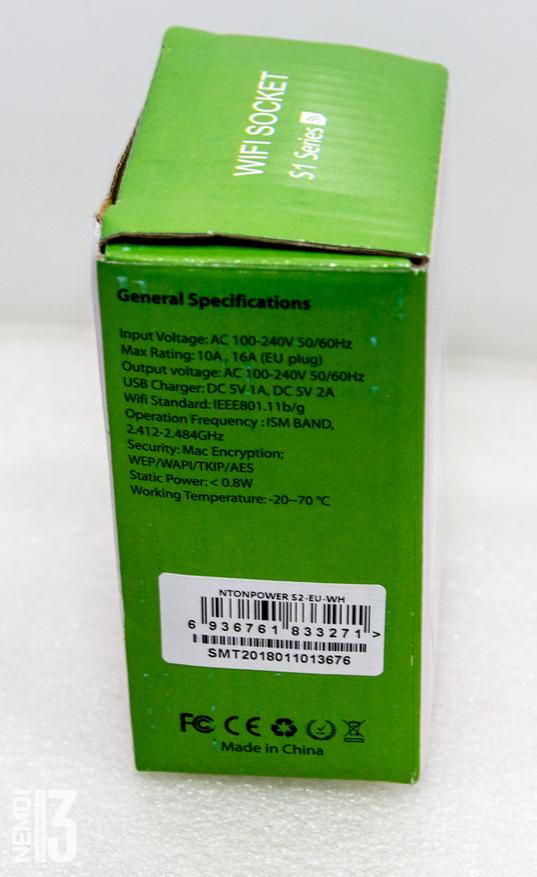 WIFI SOCKET
S1 Series
General Specifications
Input Voltage: AC 100-240V 50/60Hz
Max Rating: 10A , 16A (EU plug)
Output voltage: AC 100-240V 50/60Hz
USB Charger: DC 5V 1A, DC 5V 2A
Wifi Standard: IEEE801.11b/g
Operation Frequency : ISM BAND,
2.412-2.484GHz
Security: Mac Encryption;
WEP/WAPI/TKIP/AES
Static Power: < 0.8W
Working Temperature: -20~70 °C
NTONPOWER S2-EU-WH
6 936761 833271 >
SMT2018011013676
FC CE
Made in China
NEMO! 13